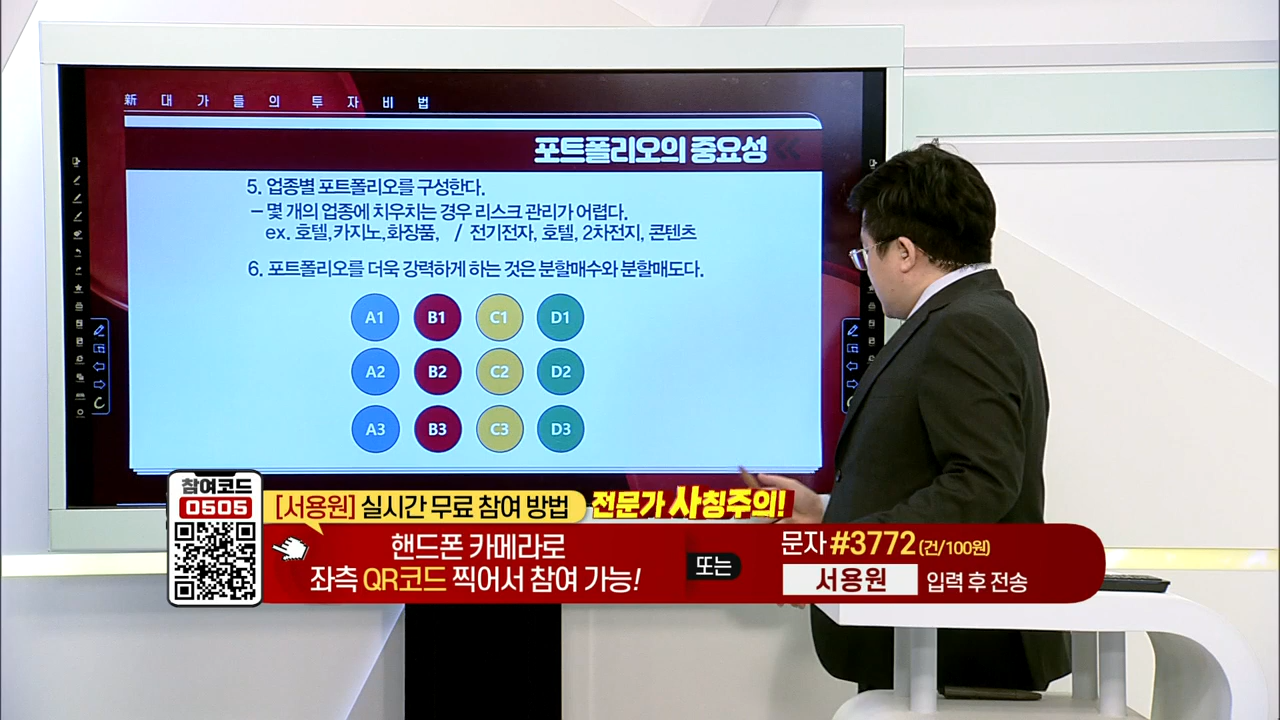 新 대 가 들 의 투 자 비 법
포트폴리오의 중요성
5. 업종별 포트폴리오를 구성한다.
– 몇 개의 업종에 치우치는 경우 리스크 관리가 어렵다.
ex. 호텔,카지노,화장품, / 전기전자, 호텔, 2차전지, 콘텐츠
6. 포트폴리오를 더욱 강력하게 하는 것은 분할매수와 분할매도다.
A1 B1 C1 D1
A2 B2 C2 D2
A3 B3 C3 D3
참여코드
0505
[서용원] 실시간 무료 참여 방법
전문가 사칭주의!
핸드폰 카메라로
좌측 QR코드 찍어서 참여 가능!
또는
문자 #3772 (건/100원)
서용원 입력 후 전송